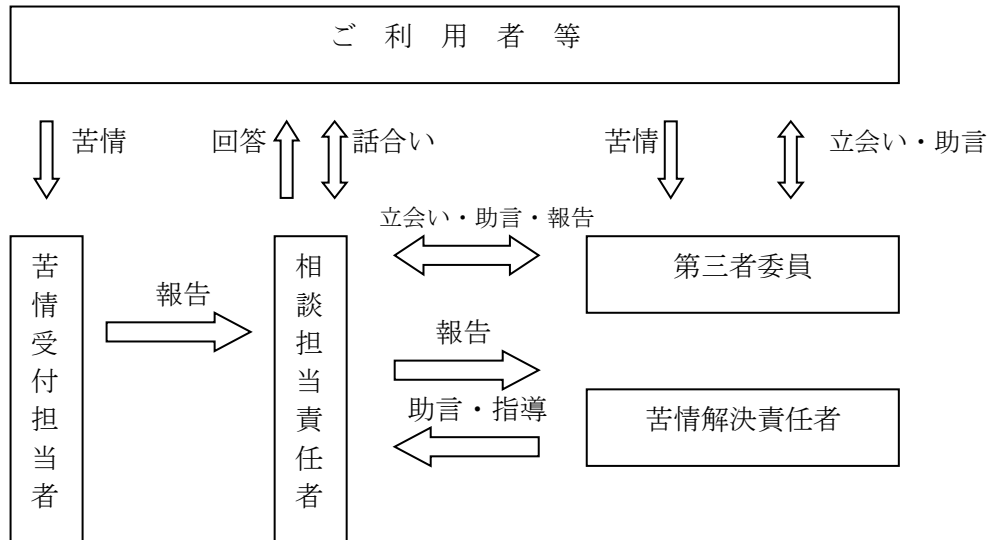 ご利用者等
苦情
回答
話合い
苦情
立会い・助言
立会い・助言・報告
苦情受付担当者
報告
相談担当責任者
第三者委員
報告
助言・指導
苦情解決責任者